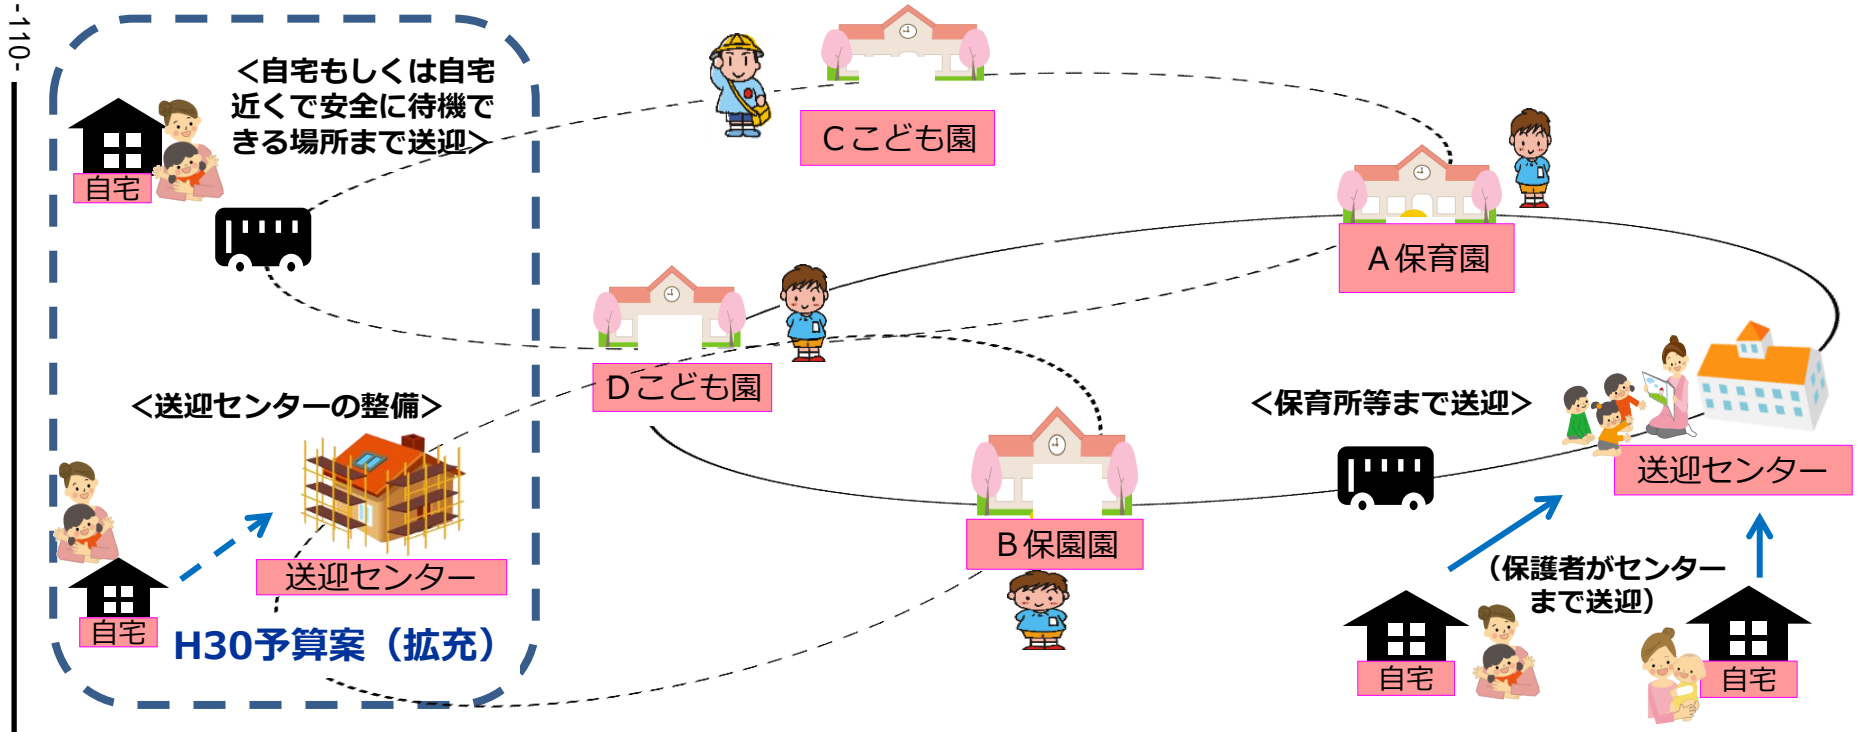 -110-
<自宅もしくは自宅
近くで安全に待機で
きる場所まで送迎>
自宅
<送迎センターの整備>
送迎センター
自宅
H30予算案（拡充）
Ｃこども園
Ａ保育園
Ｄこども園
Ｂ保園園
<保育所等まで送迎>
送迎センター
（保護者がセンター
まで送迎）
自宅
自宅